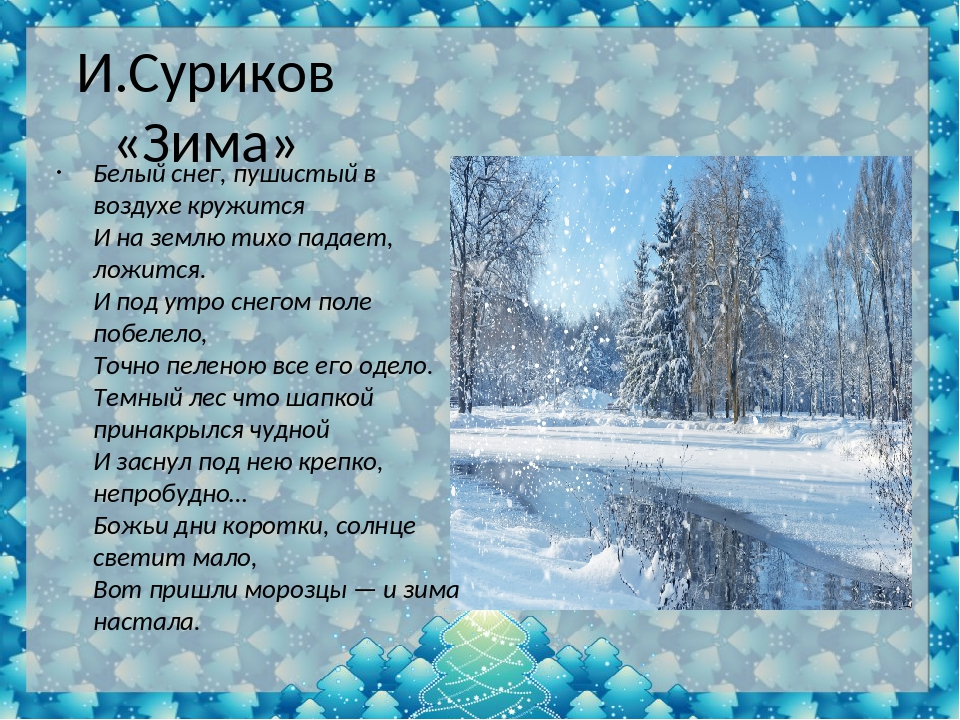 И.Суриков
«Зима»
• Белый снег, пушистый в
воздухе кружится
И на землю тихо падает,
ложится.
И под утро снегом поле
побелело,
Точно пеленою все его одело.
Темный лес что шапкой
принакрылся чудной
И заснул под нею крепко,
непробудно…
Божьи дни коротки, солнце
светит мало,
Вот пришли морозцы — и зима
настала.